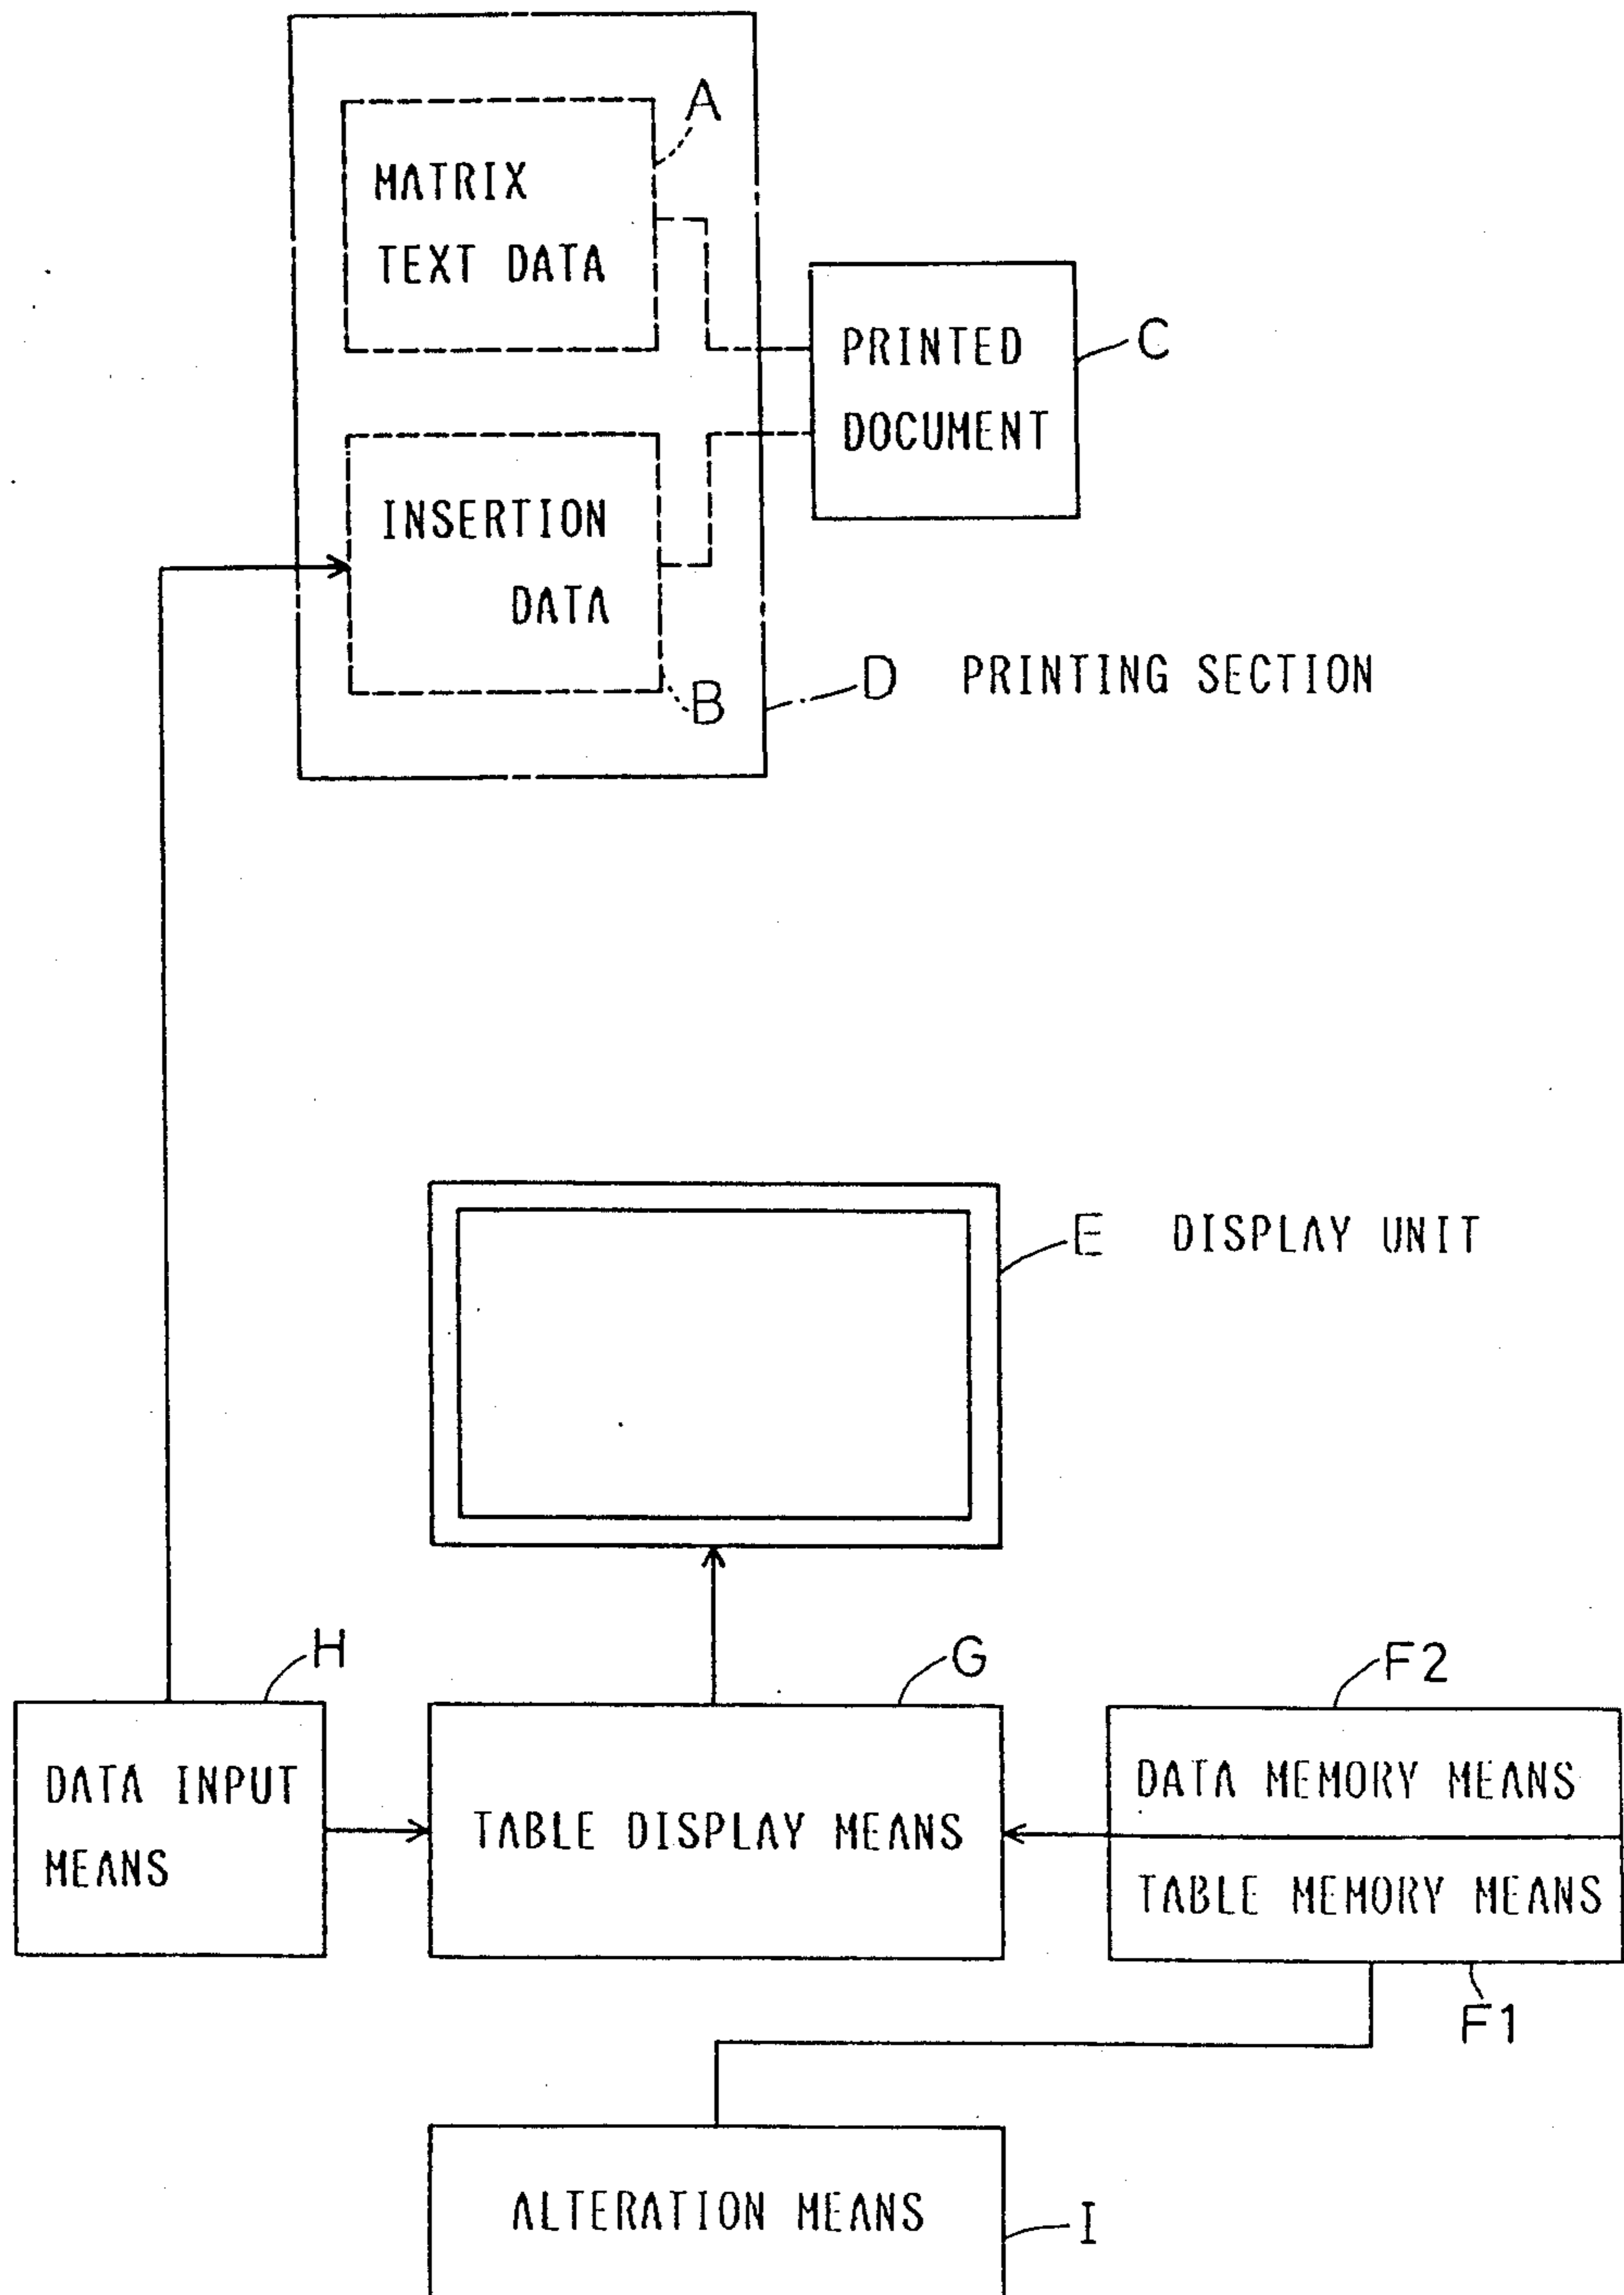 A
MATRIX
TEXT DATA
PRINTED
DOCUMENT
C
INSERTION
DATA
B
D PRINTING SECTION
E DISPLAY UNIT
H
G
F2
DATA INPUT
MEANS
TABLE DISPLAY MEANS
DATA MEMORY MEANS
TABLE MEMORY MEANS
F1
ALTERATION MEANS
I